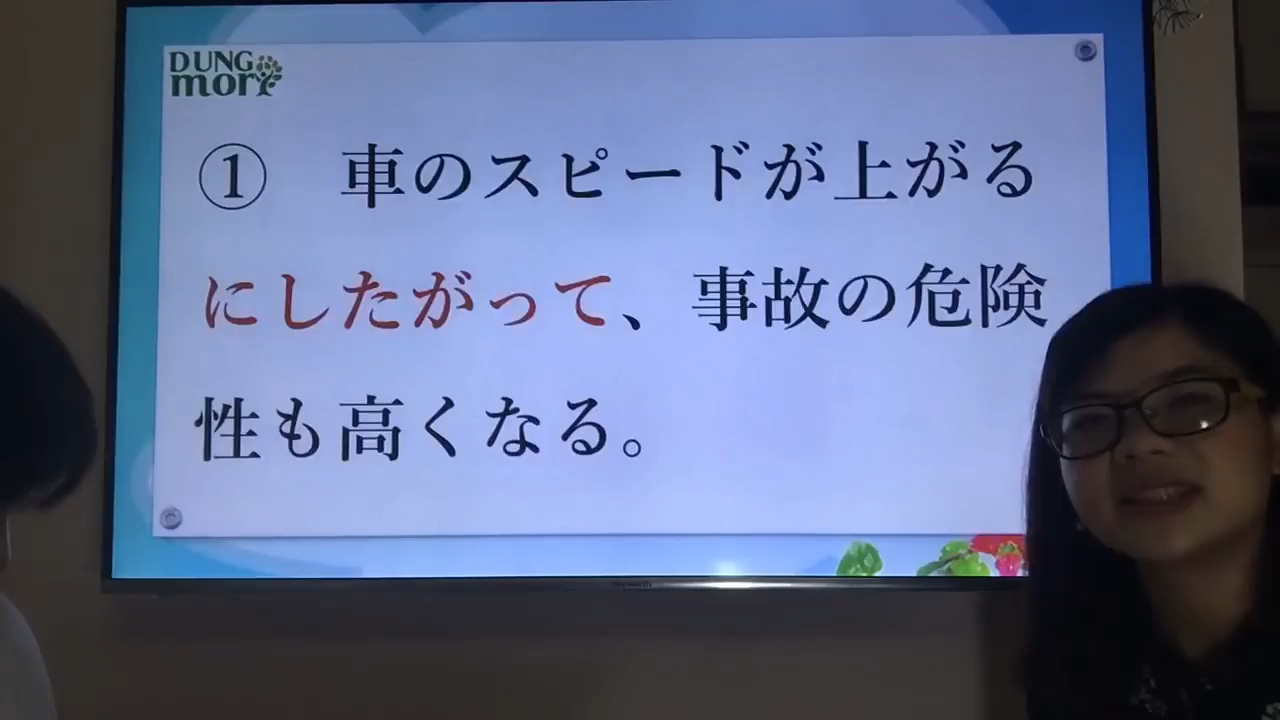 DUNG
mori
① 車のスピードが上がる
にしたがって、事故の危険
性も高くなる。